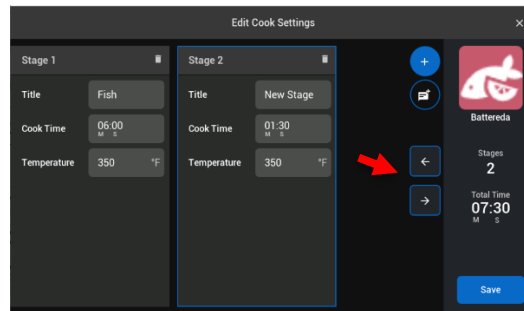 Edit Cook Settings
×
Stage 1
Title
Fish
Cook Time
06:00
M S
Temperature
350 °F
Stage 2
Title
New Stage
Cook Time
01:30
M S
Temperature
350 °F
+
Battereda
Stages
2
Total Time
07:30
M S
Save